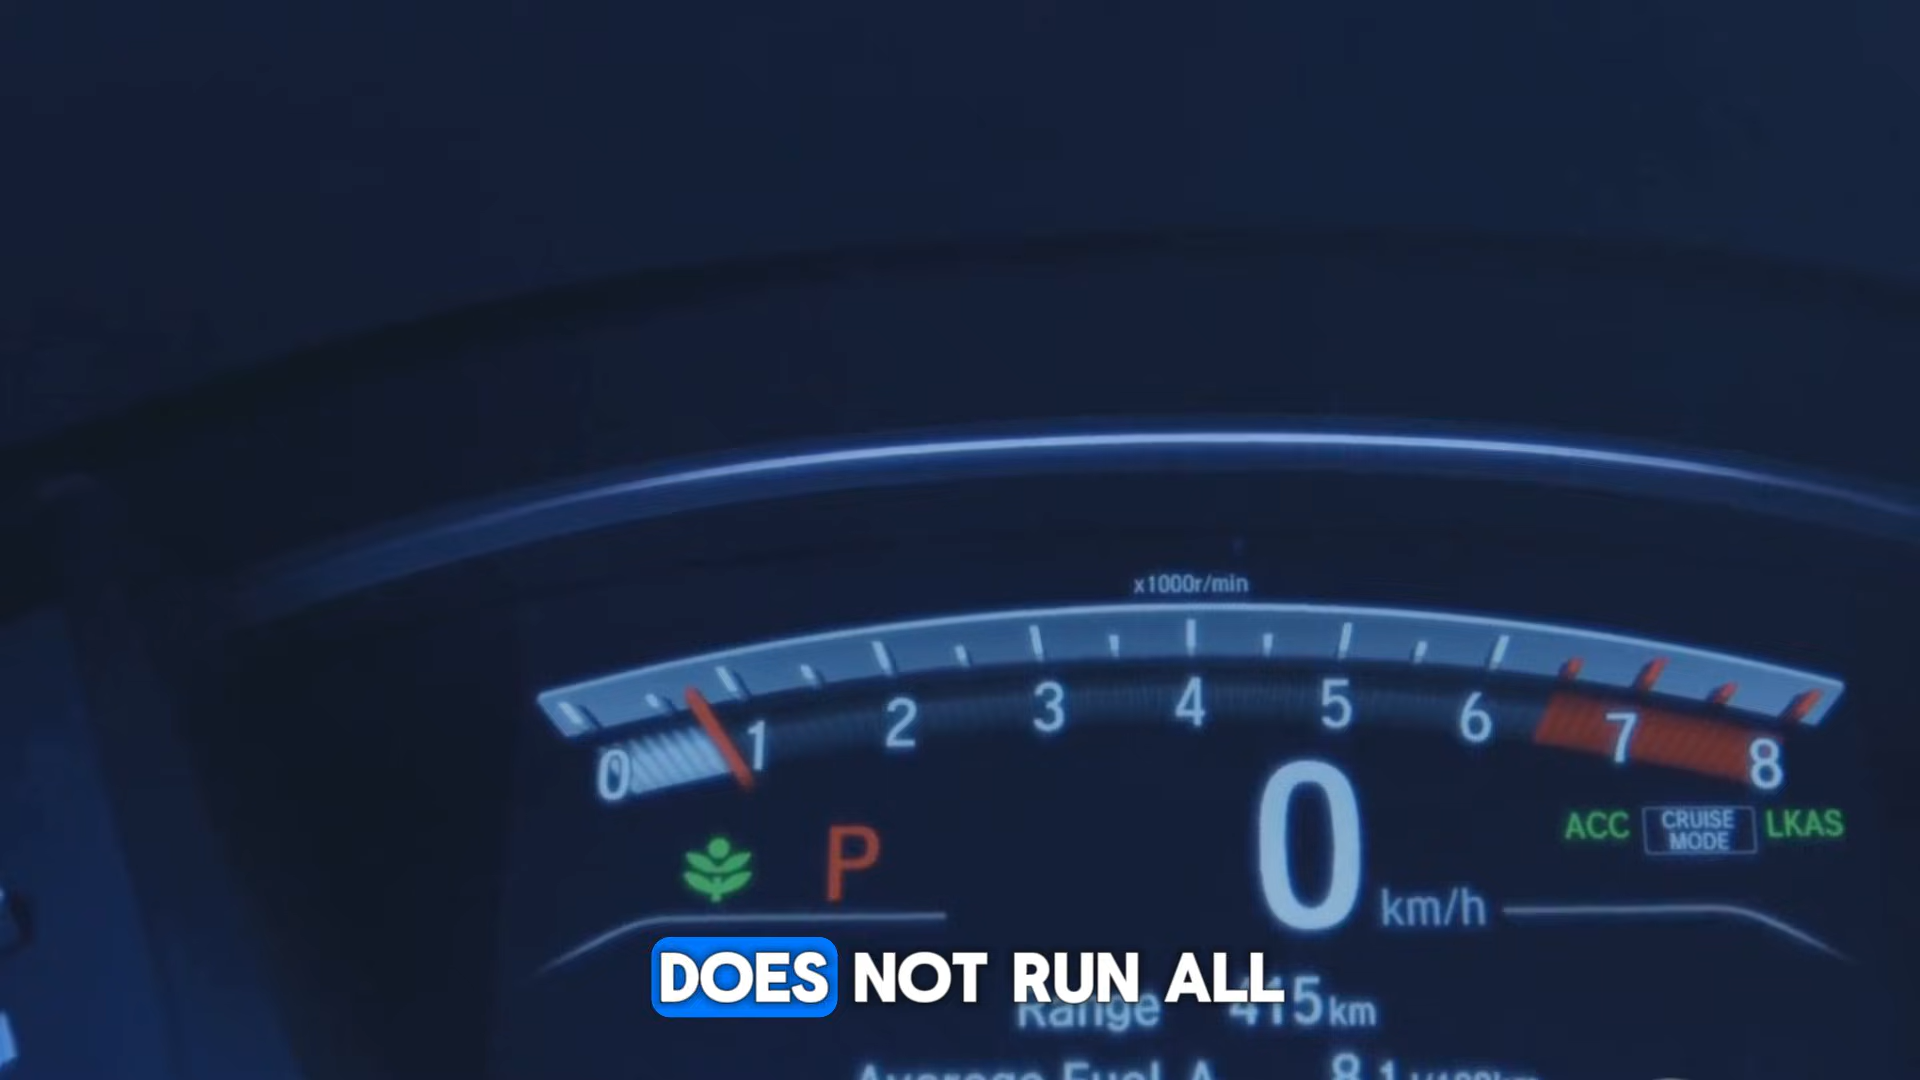 x1000r/min
0 1 2 3 4 5 6 7 8
P
0 km/h
ACC CRUISE MODE LKAS
DOES NOT RUN ALL
Range 415 km
Average Fuel A 8.1